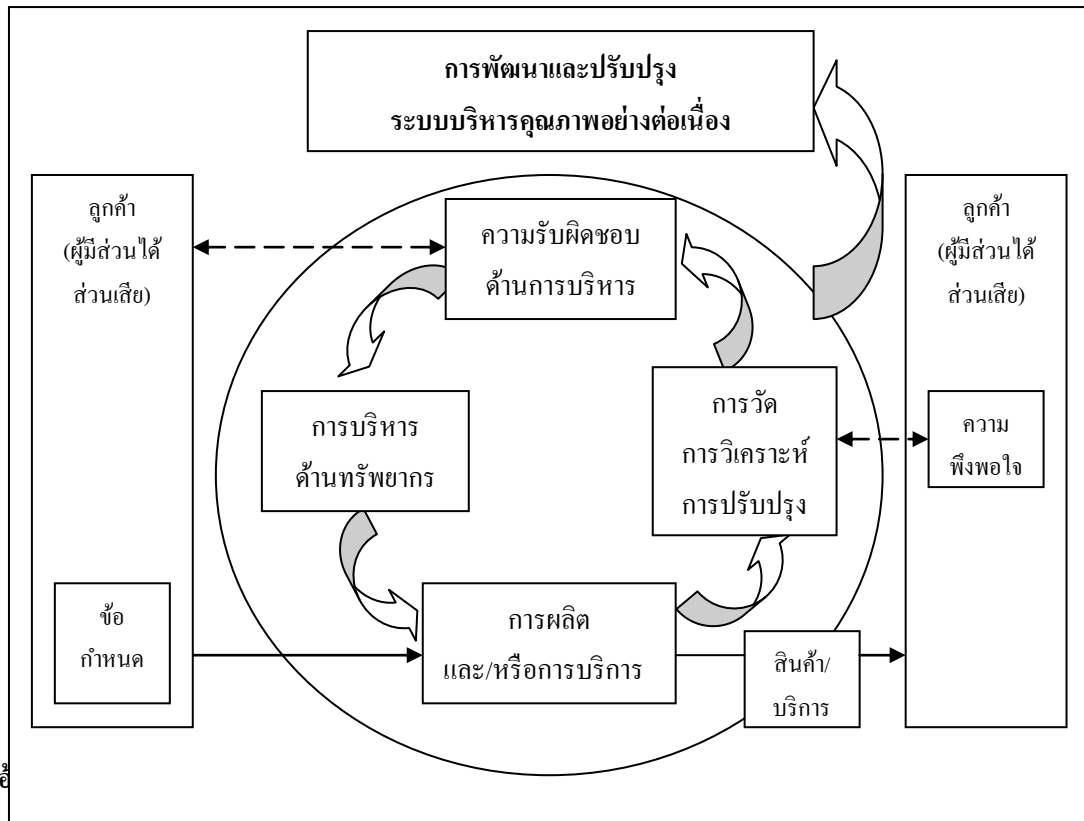 การพัฒนาและปรับปรุง
ระบบบริหารคุณภาพอย่างต่อเนื่อง
ลูกค้า
(ผู้มีส่วนได้
ส่วนเสีย)
ความรับผิดชอบ
ด้านการบริหาร
ลูกค้า
(ผู้มีส่วนได้
ส่วนเสีย)
การบริหาร
ด้านทรัพยากร
การวัด
การวิเคราะห์
การปรับปรุง
ความ
พึงพอใจ
ข้อ
กำหนด
การผลิต
และ/หรือการบริการ
สินค้า/
บริการ